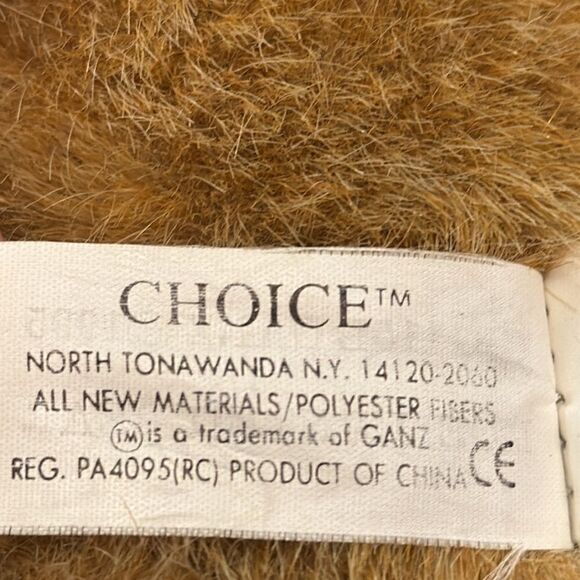 CHOICE™
NORTH TONAWANDA N.Y. 14120-2060
ALL NEW MATERIALS/POLYESTER FIBERS
(TM) is a trademark of GANZ
REG. PA4095(RC) PRODUCT OF CHINA CE